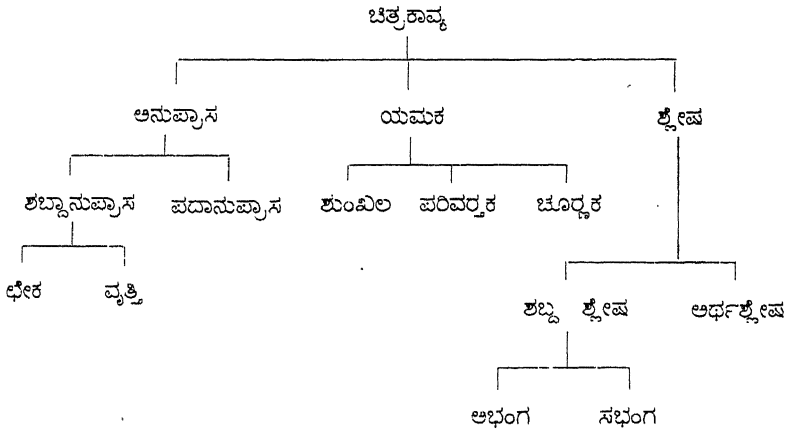 ಚಿತ್ರಕಾವ್ಯ
ಅನುಪ್ರಾಸ ಯಮಕ ಶ್ಲೇಷ
ಶಬ್ದಾನುಪ್ರಾಸ ಪದಾನುಪ್ರಾಸ ಶುಂಖಲ ಪರಿವರ‍್ತಕ ಚೂರ‍್ಣಕ
ಛೇಕ ವೃತ್ತಿ
ಶಬ್ದ ಶ್ಲೇಷ ಅರ್ಥಶ್ಲೇಷ
ಅಭಂಗ ಸಭಂಗ